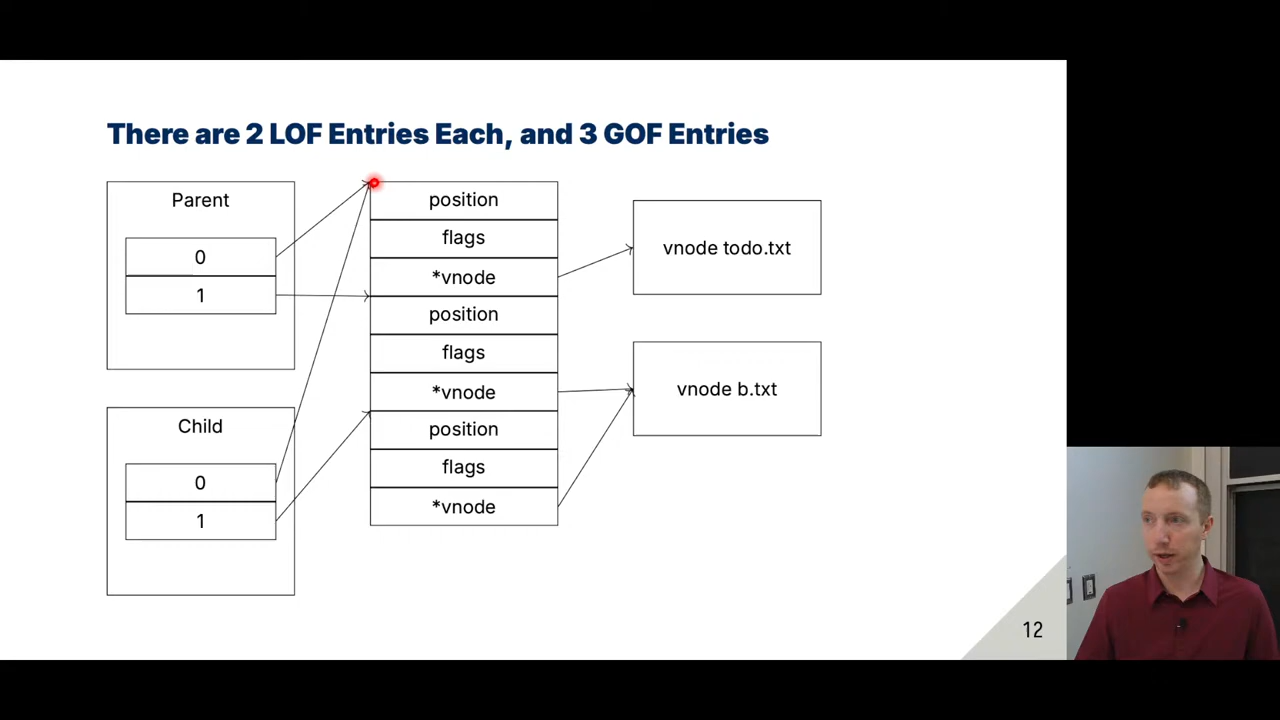 There are 2 LOF Entries Each, and 3 GOF Entries
Parent
0
1
Child
0
1
position
flags
*vnode
position
flags
*vnode
position
flags
*vnode
vnode todo.txt
vnode b.txt
12